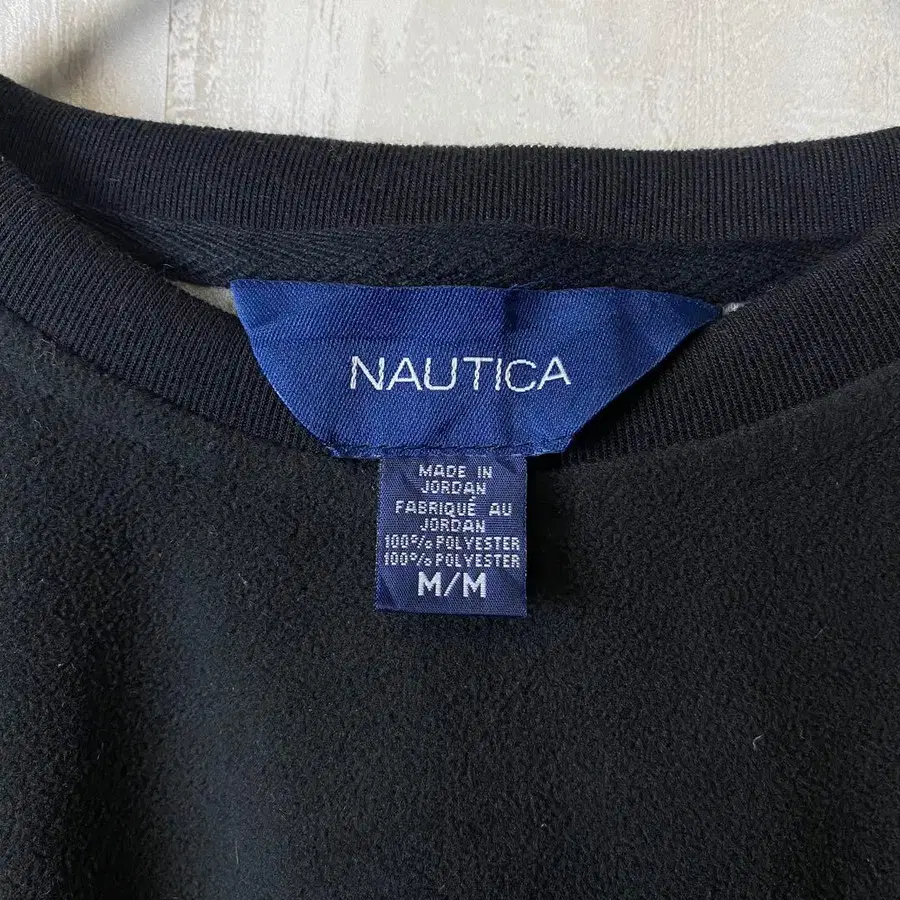 NAUTICA
MADE IN
JORDAN
FABRIQUÉ AU
JORDAN
100% POLYESTER
100% POLYESTER
M/M